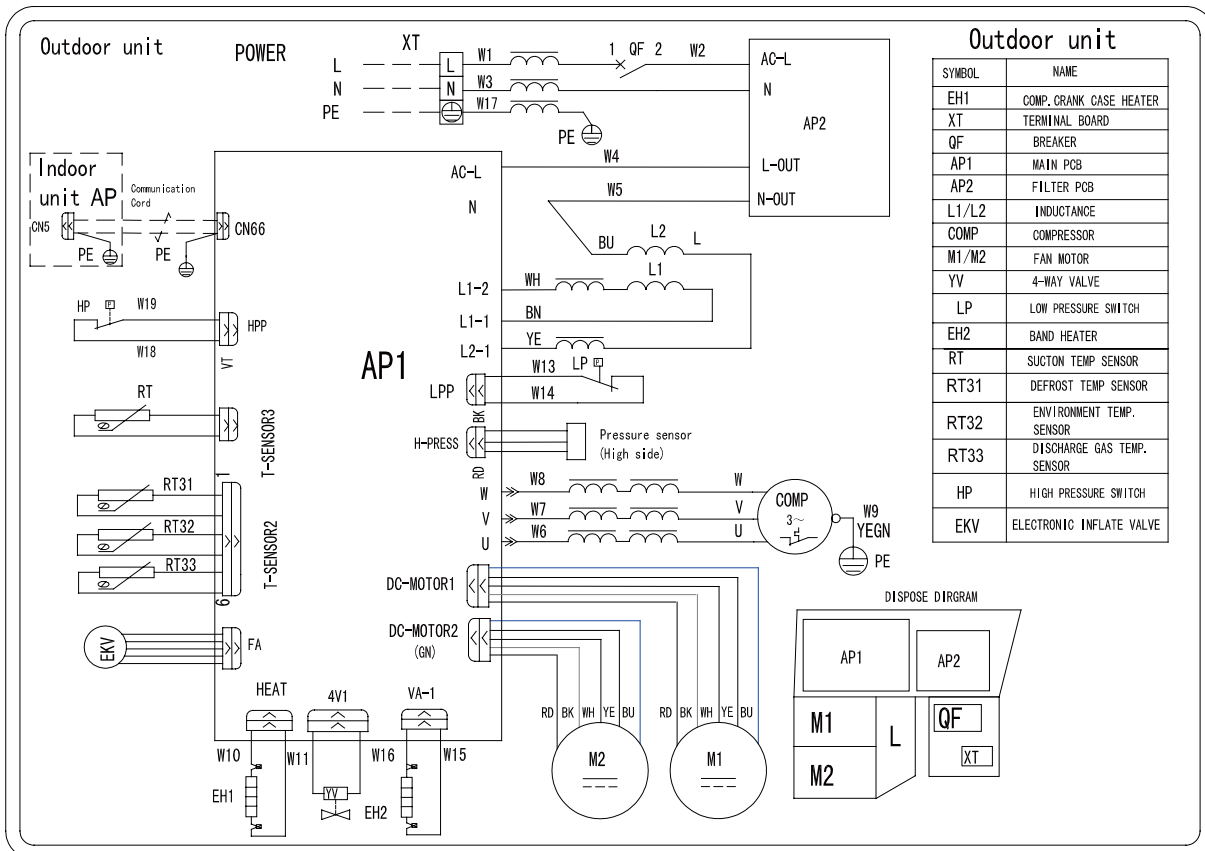 Outdoor unit
POWER
XT
L
N
PE
L
N
W1
W3
W17
PE
1 QF 2
W2
AC-L
N
AP2
L-OUT
N-OUT
W4
W5
Indoor
unit AP
Communication
Cord
CN5
CN66
PE
PE
AC-L
N
BU
L2
L
L1
L1-2
WH
L1-1
BN
L2-1
YE
AP1
HP
P
W19
W18
HPP
VT
W13
LP
P
W14
LPP
BK
RT
T-SENSOR3
H-PRESS
Pressure sensor
(High side)
RD
1
RT31
RT32
RT33
T-SENSOR2
6
W
W8
W
V
W7
V
U
W6
U
COMP
3~
W9
YEGN
PE
EKV
FA
DC-MOTOR1
DC-MOTOR2
(GN)
HEAT
4V1
VA-1
W10
W11
W16
W15
EH1
YV
EH2
RD BK WH YE BU
RD BK WH YE BU
M2
M1
Outdoor unit
SYMBOL NAME
EH1 COMP. CRANK CASE HEATER
XT TERMINAL BOARD
QF BREAKER
AP1 MAIN PCB
AP2 FILTER PCB
L1/L2 INDUCTANCE
COMP COMPRESSOR
M1/M2 FAN MOTOR
YV 4-WAY VALVE
LP LOW PRESSURE SWITCH
EH2 BAND HEATER
RT SUCTON TEMP SENSOR
RT31 DEFROST TEMP SENSOR
RT32 ENVIRONMENT TEMP.
SENSOR
RT33 DISCHARGE GAS TEMP.
SENSOR
HP HIGH PRESSURE SWITCH
EKV ELECTRONIC INFLATE VALVE
DISPOSE DIRGRAM
AP1
AP2
M1
M2
L
QF
XT